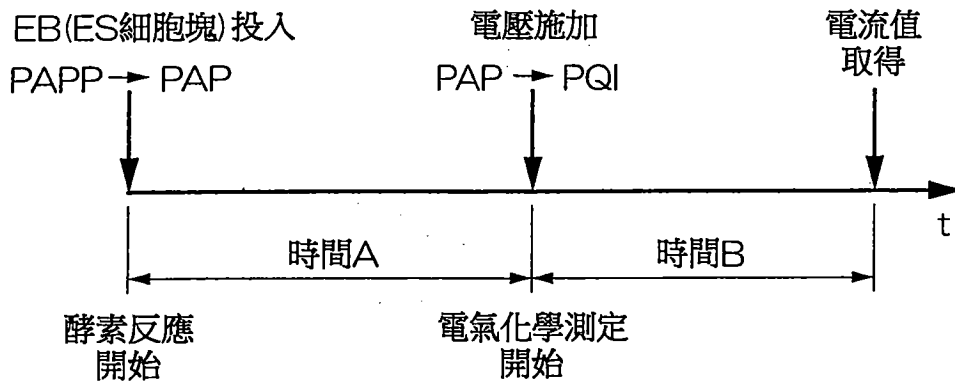 EB(ES細胞塊)投入
PAPP → PAP
電壓施加
PAP → PQI
電流值
取得
t
時間A
時間B
酵素反應
開始
電氣化學測定
開始